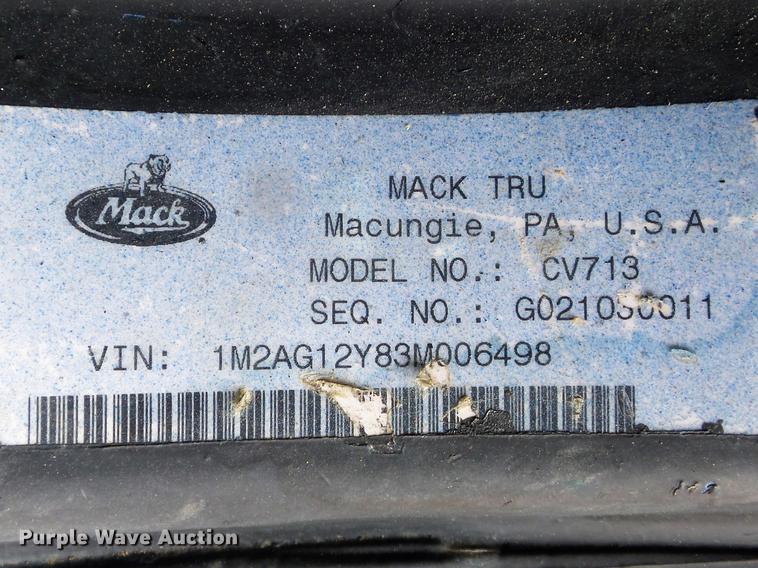 Mack
MACK TRU
Macungie, PA, U.S.A.
MODEL NO.: CV713
SEQ. NO.: G021030011
VIN: 1M2AG12Y83M006498
Purple Wave Auction